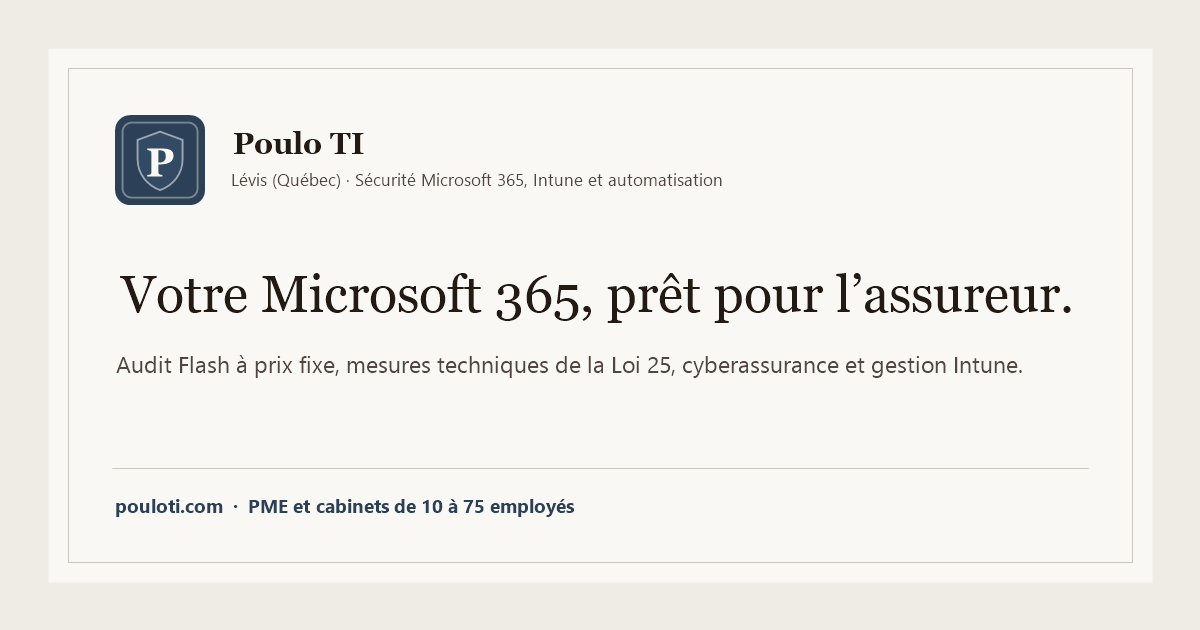 P
Poulo TI
Lévis (Québec) · Sécurité Microsoft 365, Intune et automatisation
Votre Microsoft 365, prêt pour l’assureur.
Audit Flash à prix fixe, mesures techniques de la Loi 25, cyberassurance et gestion Intune.
pouloti.com · PME et cabinets de 10 à 75 employés